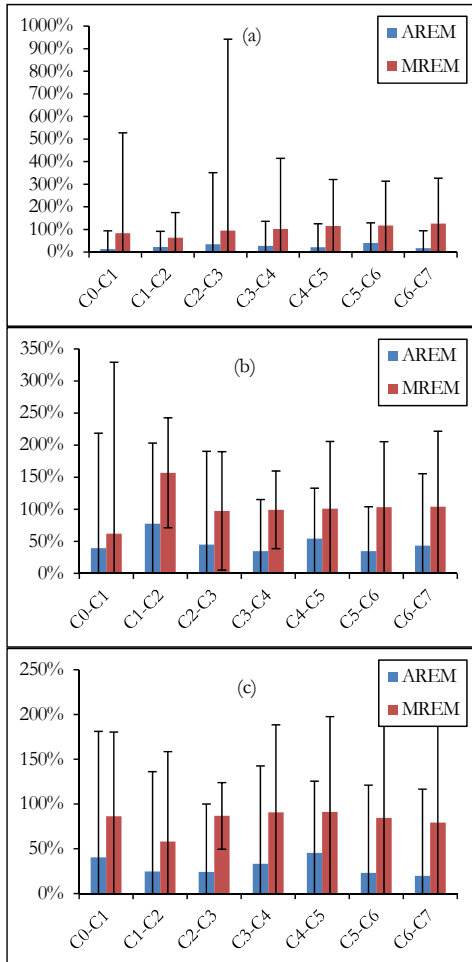 (a)
AREM
MREM
1000%
900%
800%
700%
600%
500%
400%
300%
200%
100%
0%
C0-C1
C1-C2
C2-C3
C3-C4
C4-C5
C5-C6
C6-C7
(b)
AREM
MREM
350%
300%
250%
200%
150%
100%
50%
0%
C0-C1
C1-C2
C2-C3
C3-C4
C4-C5
C5-C6
C6-C7
(c)
AREM
MREM
250%
200%
150%
100%
50%
0%
C0-C1
C1-C2
C2-C3
C3-C4
C4-C5
C5-C6
C6-C7